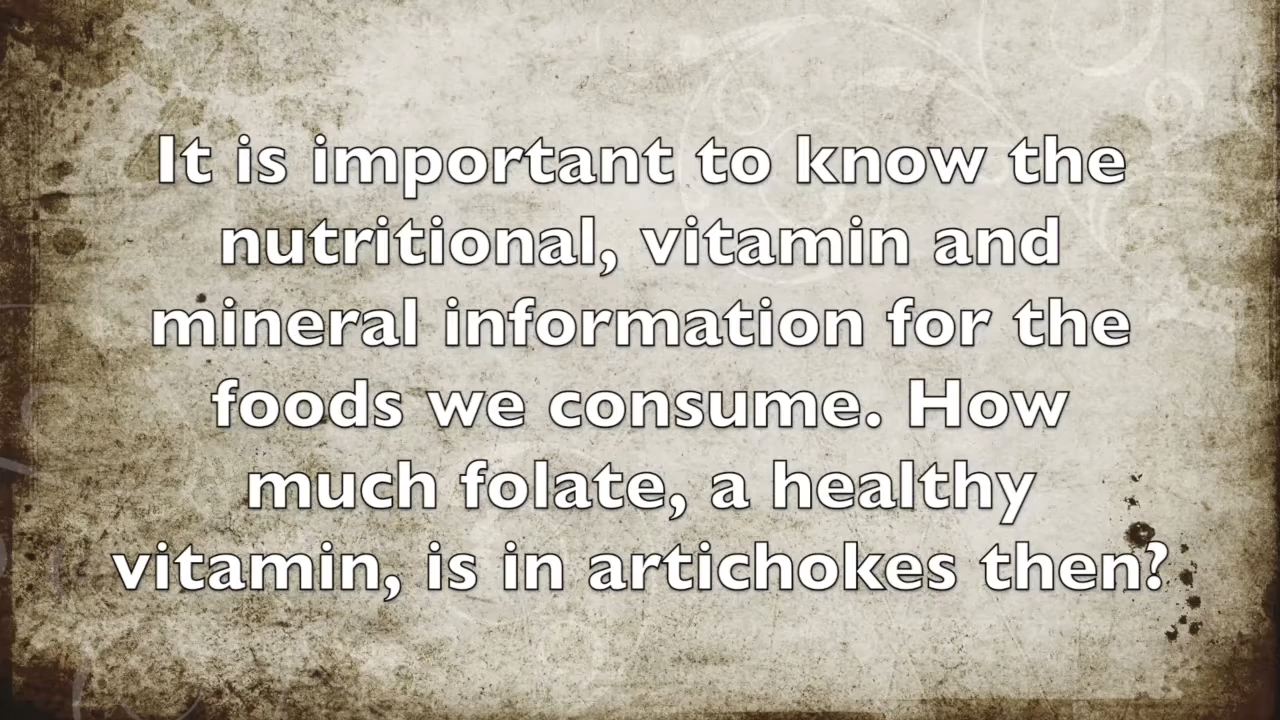 It is important to know the
nutritional, vitamin and
mineral information for the
foods we consume. How
much folate, a healthy
vitamin, is in artichokes then?